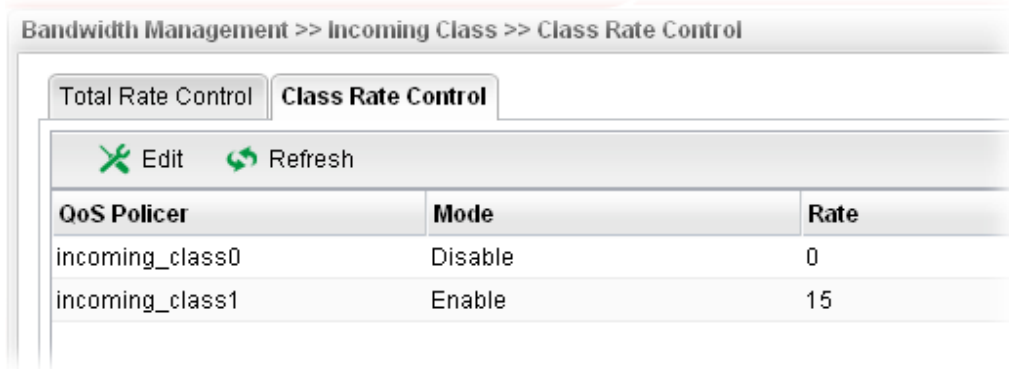 Bandwidth Management >> Incoming Class >> Class Rate Control
Total Rate Control Class Rate Control
Edit Refresh
QoS Policer Mode Rate
incoming_class0 Disable 0
incoming_class1 Enable 15